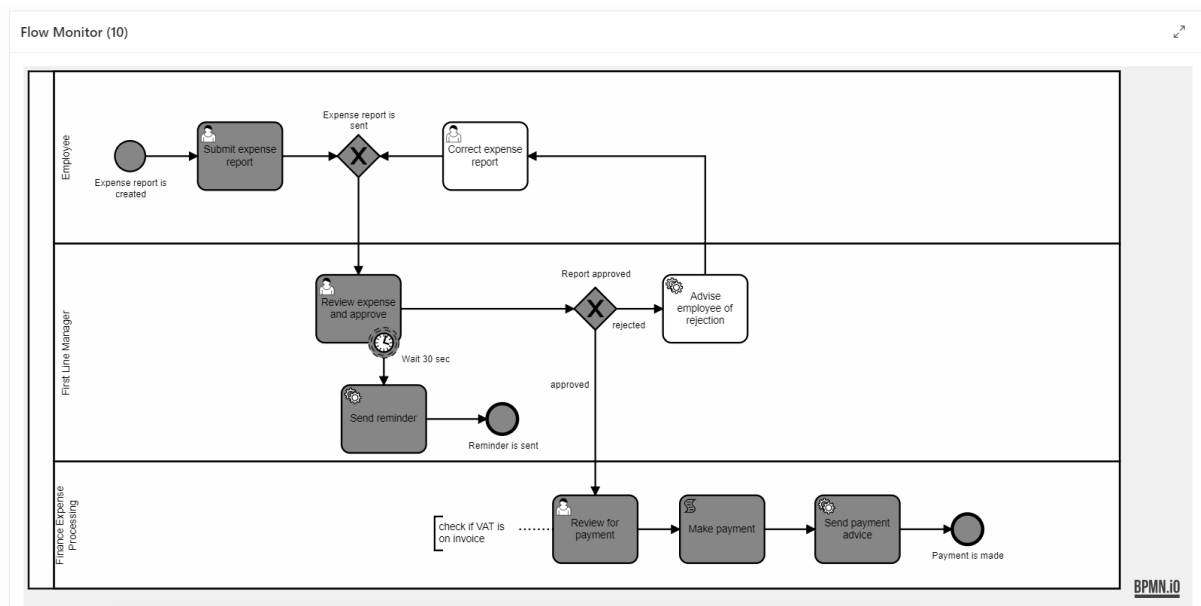 Flow Monitor (10)
Employee
Expense report is
created
Submit expense
report
Expense report is
sent
X
Correct expense
report
First Line Manager
Review expense
and approve
Wait 30 sec
Send reminder
Reminder is sent
Report approved
X
rejected
approved
Advise
employee of
rejection
Finance Expense
Processing
check if VAT is
on invoice
Review for
payment
Make payment
Send payment
advice
Payment is made
BPMN.iO